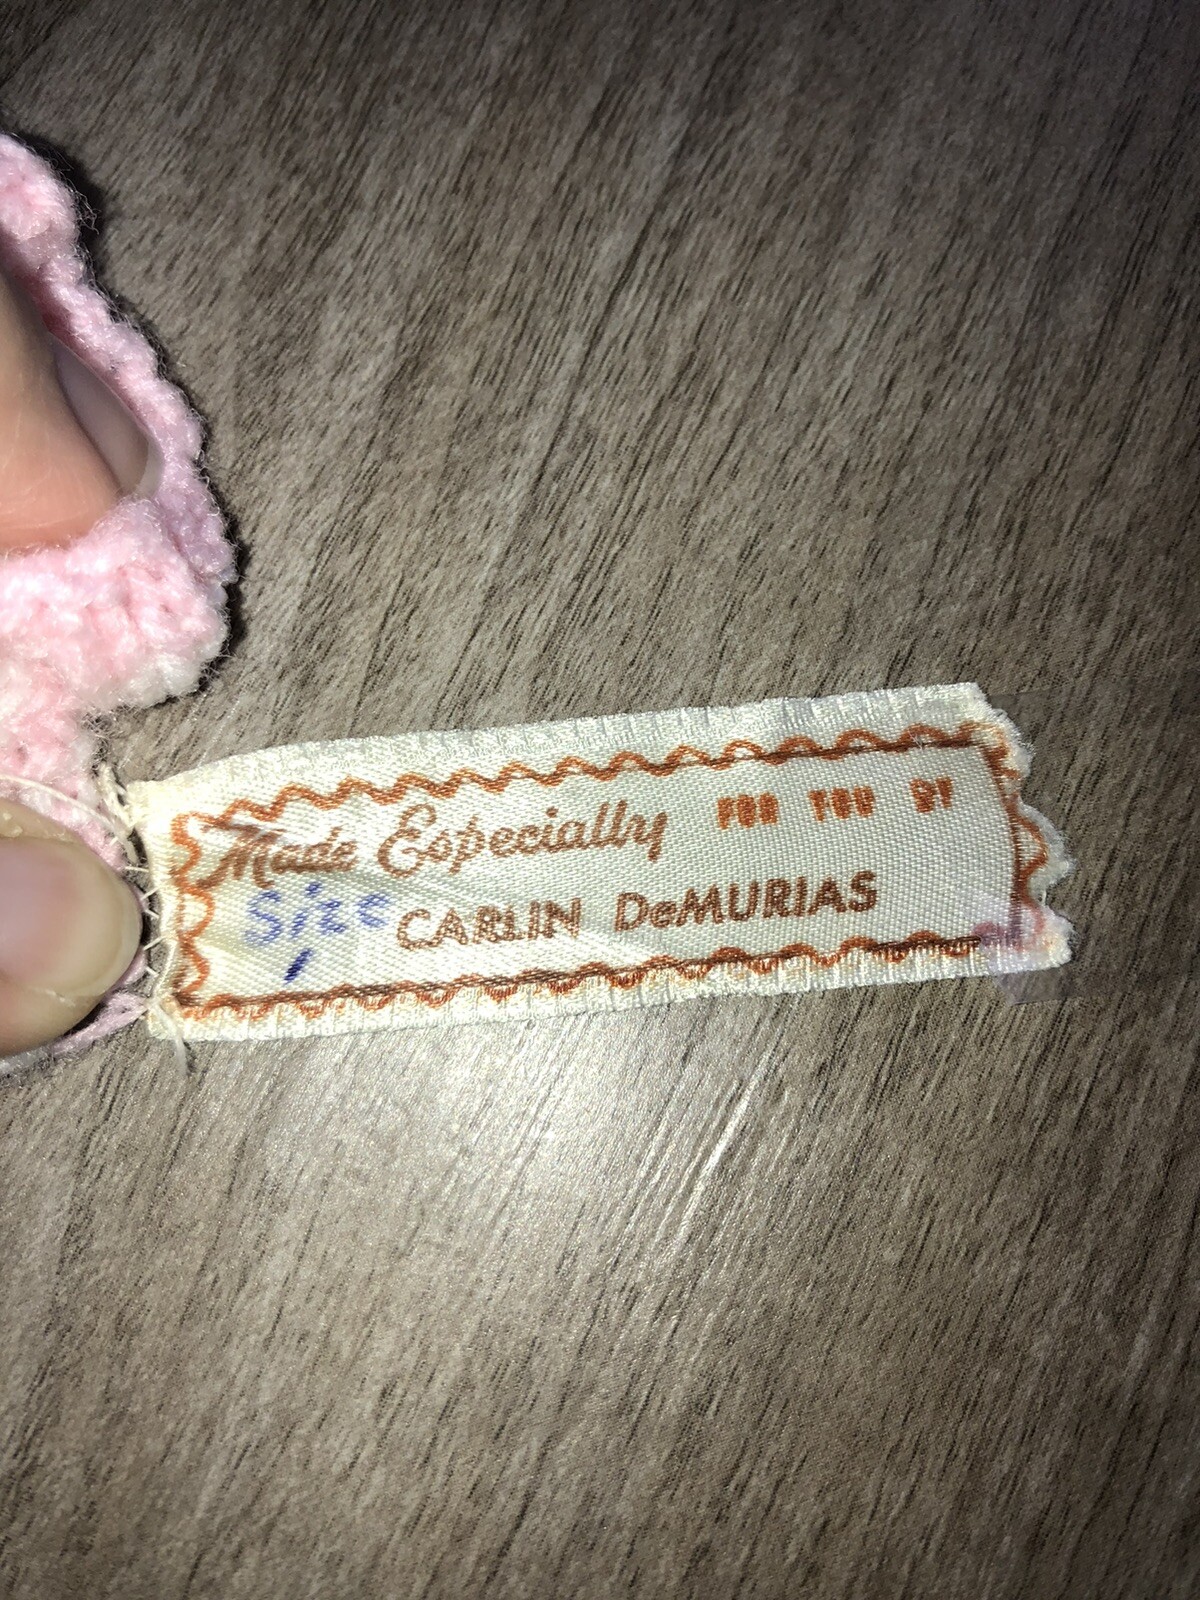 Made Especially FOR YOU BY
Size CARLIN DeMURIAS
1